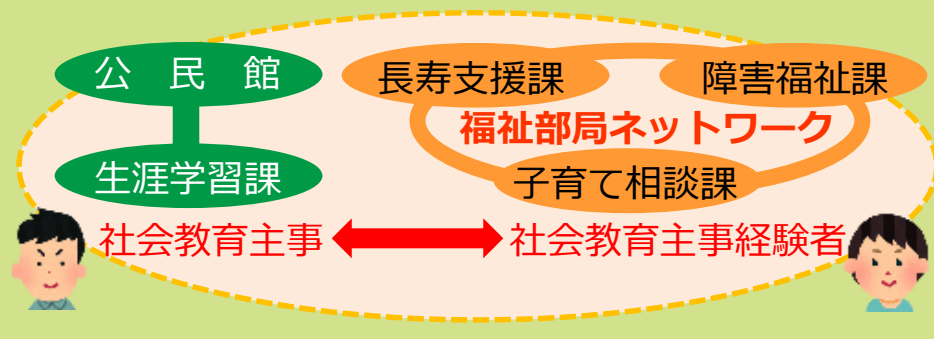 公　民　館
生涯学習課
長寿支援課
障害福祉課
福祉部局ネットワーク
子育て相談課
社会教育主事
社会教育主事経験者